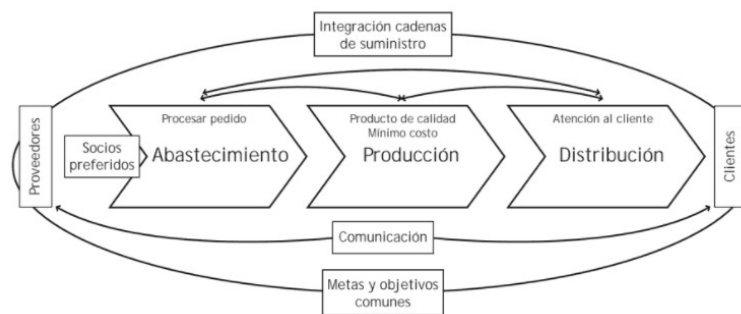 Integración cadenas
de suministro
Proveedores
Socios
preferidos
Procesar pedido
Abastecimiento
Producto de calidad
Mínimo costo
Producción
Atención al cliente
Distribución
Clientes
Comunicación
Metas y objetivos
comunes